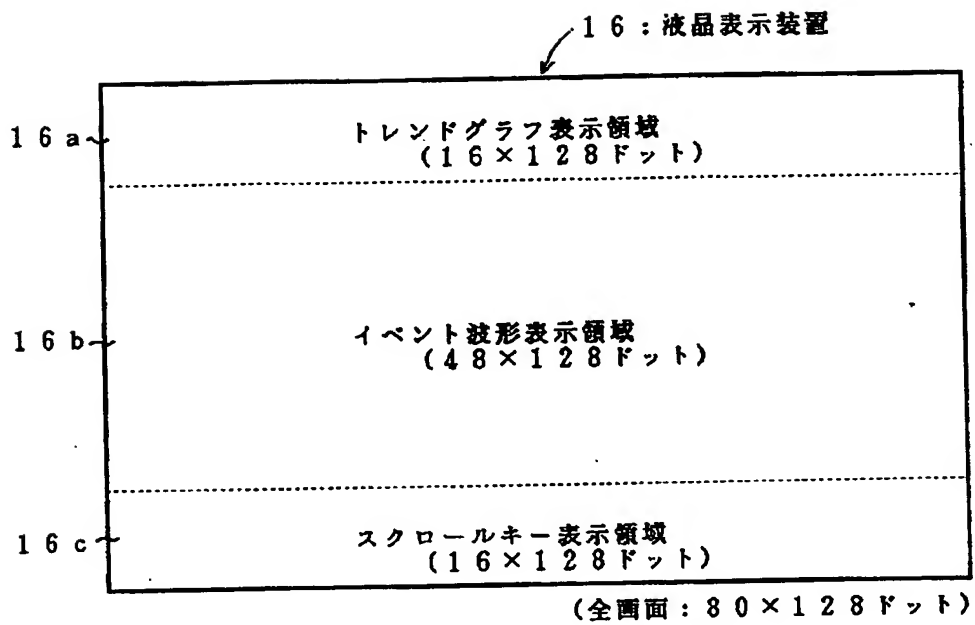 16:液晶表示装置
16a
トレンドグラフ表示領域
(16×128ドット)
16b
イベント波形表示領域
(48×128ドット)
16c
スクロールキー表示領域
(16×128ドット)
(全画面:80×128ドット)